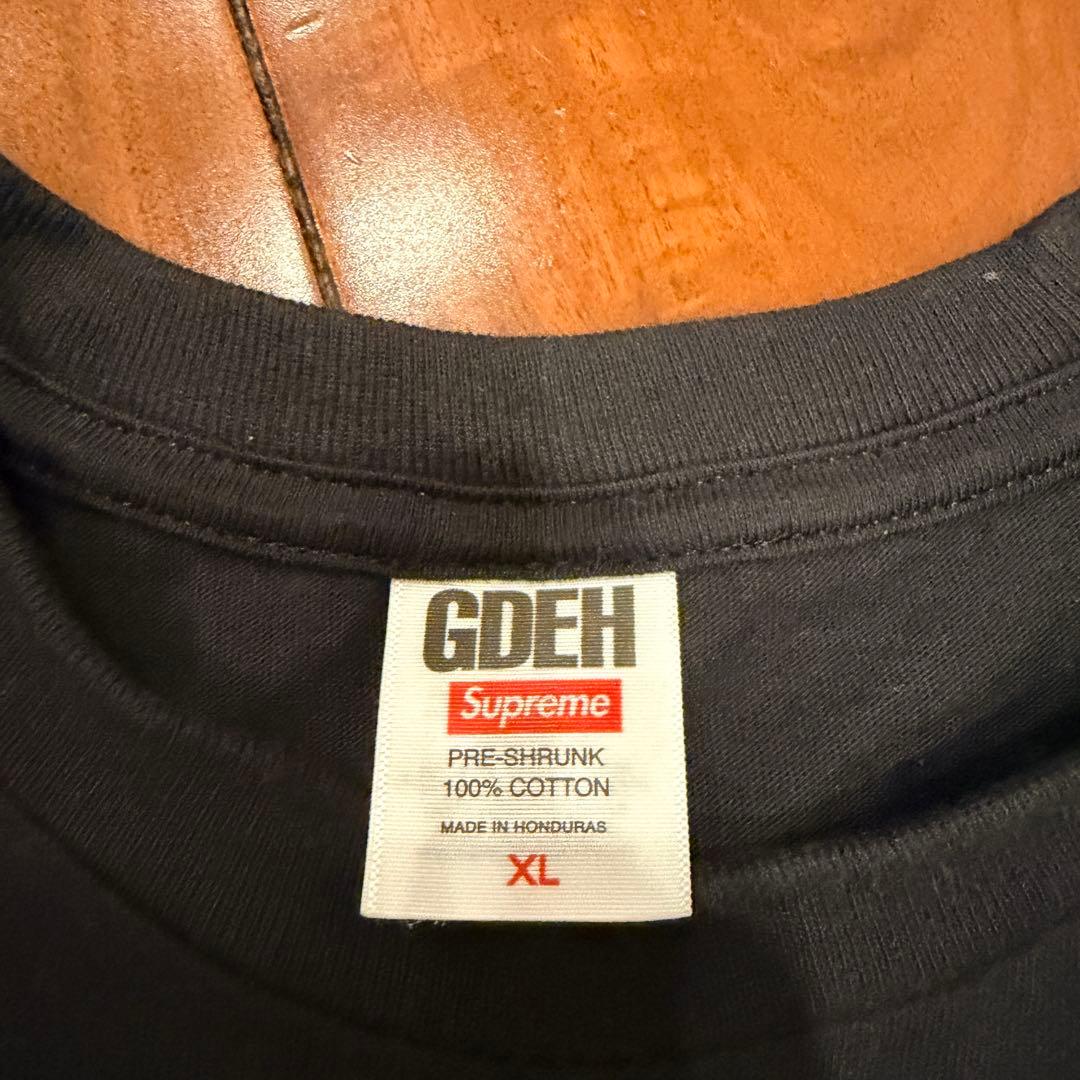 GDEH
Supreme
PRE-SHRUNK
100% COTTON
MADE IN HONDURAS
XL